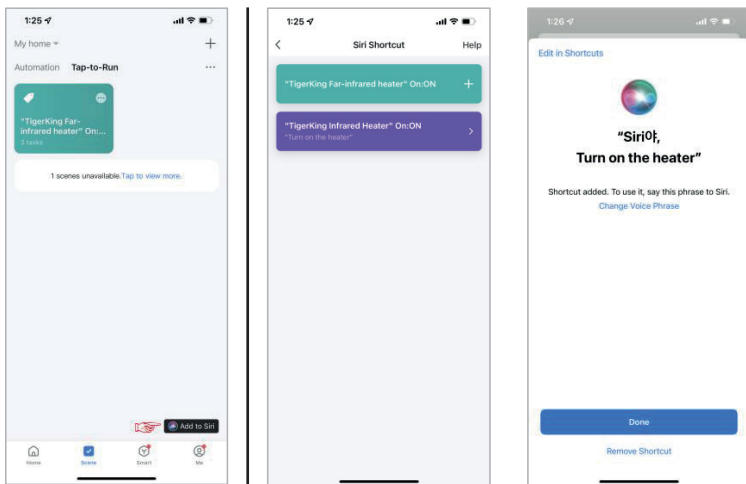 1:25
My home
Automation Tap-to-Run
"TigerKing Far-
infrared heater" On:...
3 tasks
1 scenes unavailable.Tap to view more.
Add to Siri
Home
Scene
Smart
Me
1:25
Siri Shortcut
Help
"TigerKing Far-infrared heater" On:ON
"TigerKing Infrared Heater" On:ON
"Turn on the heater"
1:26
Edit in Shortcuts
"Siri야,
Turn on the heater"
Shortcut added. To use it, say this phrase to Siri.
Change Voice Phrase
Done
Remove Shortcut